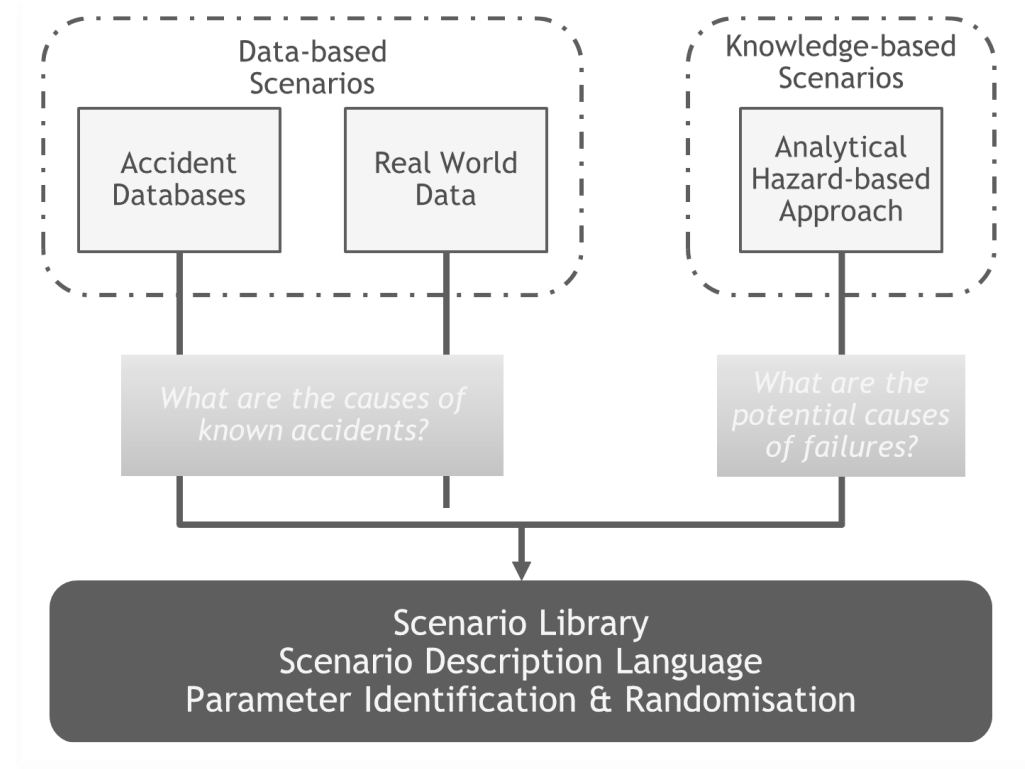 Data-based
Scenarios
Knowledge-based
Scenarios
Accident
Databases
Real World
Data
Analytical
Hazard-based
Approach
What are the causes of
known accidents?
What are the
potential causes
of failures?
Scenario Library
Scenario Description Language
Parameter Identification & Randomisation